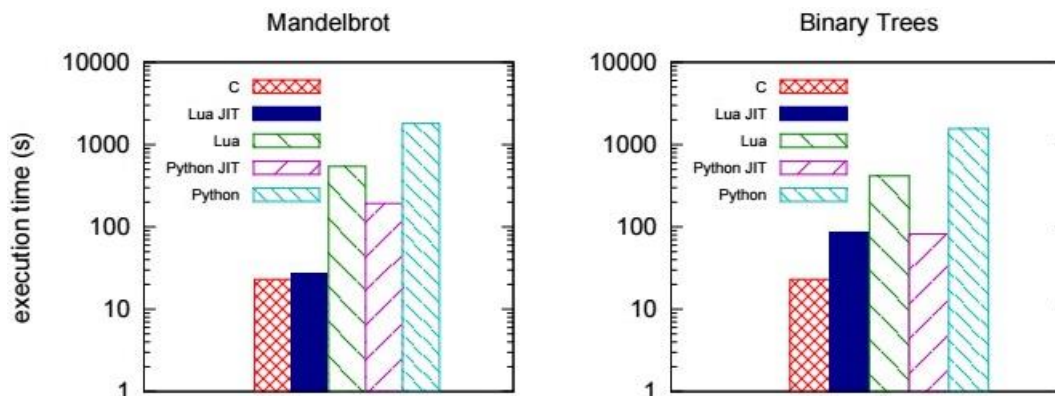 Mandelbrot
execution time (s)
10000
1000
100
10
1
C
Lua JIT
Lua
Python JIT
Python
Binary Trees
10000
1000
100
10
1
C
Lua JIT
Lua
Python JIT
Python